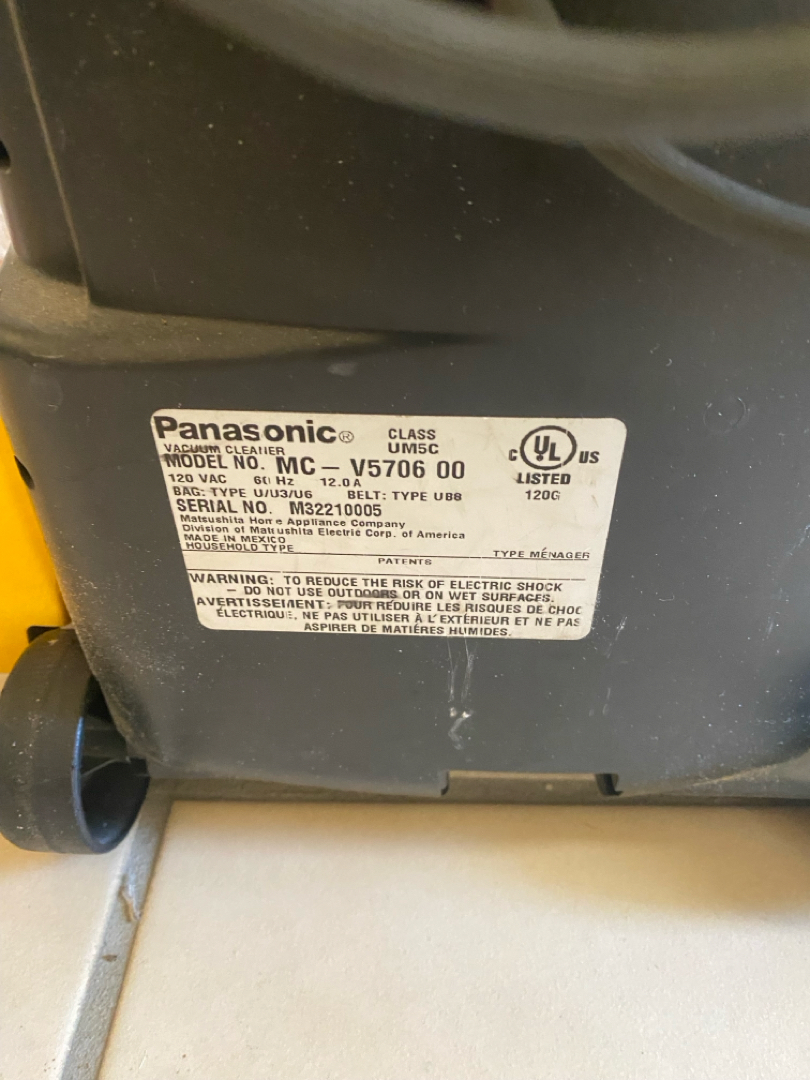 Panasonic®
CLASS
UM5C
VACUUM CLEANER
MODEL NO. MC – V5706 00
120 VAC 60 Hz 12.0 A
BAG: TYPE U/U3/U6 BELT: TYPE UB8
SERIAL NO. M32210005
Matsushita Home Appliance Company
Division of Matsushita Electric Corp. of America
MADE IN MEXICO
HOUSEHOLD TYPE TYPE MÉNAGER
PATENTS
C UL US
LISTED
120G
WARNING: TO REDUCE THE RISK OF ELECTRIC SHOCK
– DO NOT USE OUTDOORS OR ON WET SURFACES.
AVERTISSEMENT: POUR RÉDUIRE LES RISQUES DE CHOC
ÉLECTRIQUE, NE PAS UTILISER À L'EXTÉRIEUR ET NE PAS
ASPIRER DE MATIÉRES HUMIDES.